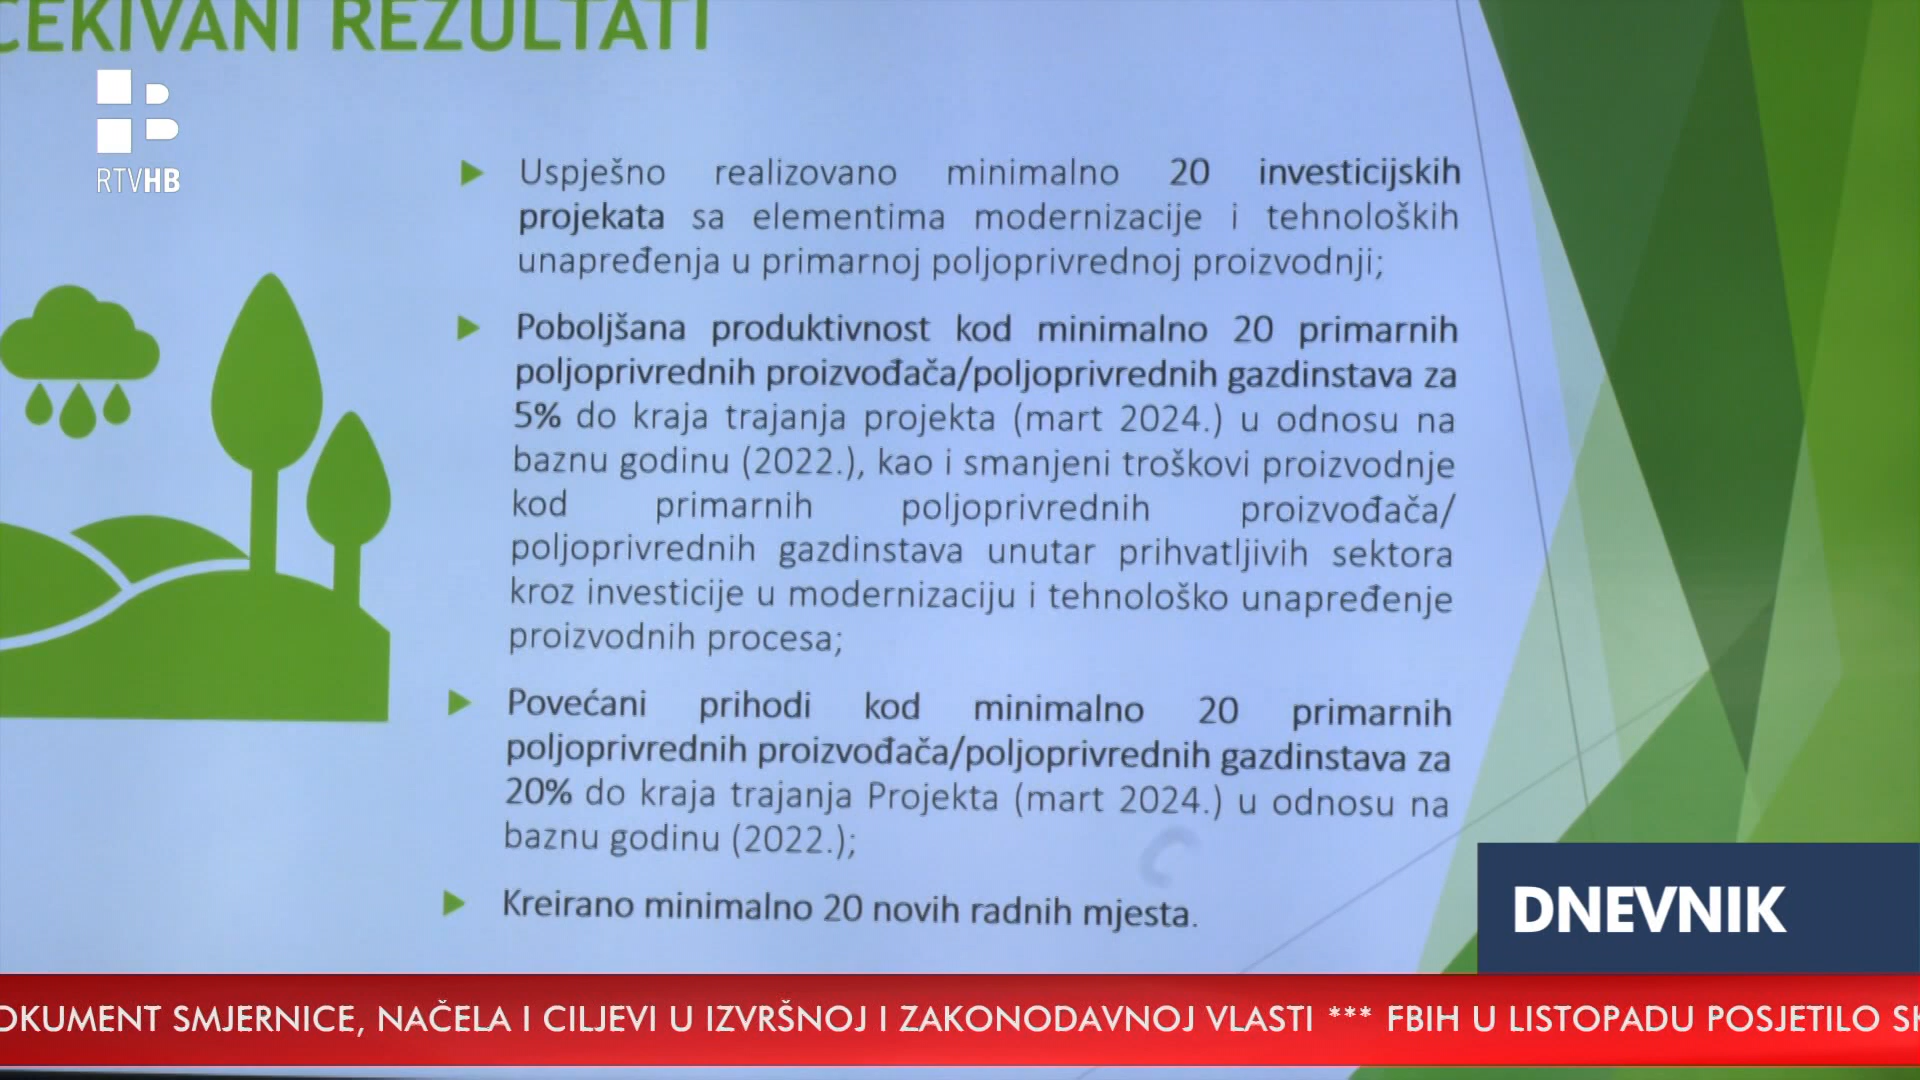 ČEKIVANI REZULTATI
RTVHB
Uspješno realizovano minimalno 20 investicijskih
projekata sa elementima modernizacije i tehnoloških
unapređenja u primarnoj poljoprivrednoj proizvodnji;
Poboljšana produktivnost kod minimalno 20 primarnih
poljoprivrednih proizvođača/poljoprivrednih gazdinstava za
5% do kraja trajanja projekta (mart 2024.) u odnosu na
baznu godinu (2022.), kao i smanjeni troškovi proizvodnje
kod primarnih poljoprivrednih proizvođača/
poljoprivrednih gazdinstava unutar prihvatljivih sektora
kroz investicije u modernizaciju i tehnološko unapređenje
proizvodnih procesa;
Povećani prihodi kod minimalno 20 primarnih
poljoprivrednih proizvođača/poljoprivrednih gazdinstava za
20% do kraja trajanja Projekta (mart 2024.) u odnosu na
baznu godinu (2022.);
Kreirano minimalno 20 novih radnih mjesta.
DNEVNIK
OKUMENT SMJERNICE, NAČELA I CILJEVI U IZVRŠNOJ I ZAKONODAVNOJ VLASTI *** FBIH U LISTOPADU POSJETILO